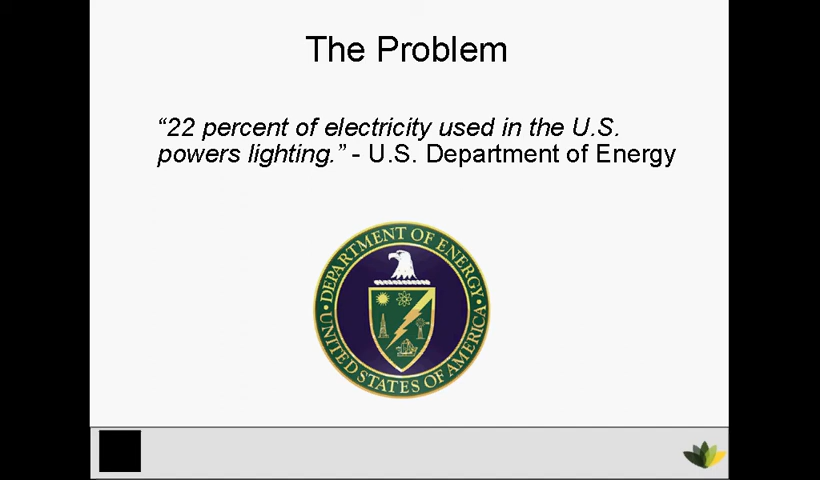 The Problem
“22 percent of electricity used in the U.S.
powers lighting.” - U.S. Department of Energy
DEPARTMENT OF ENERGY
UNITED STATES OF AMERICA